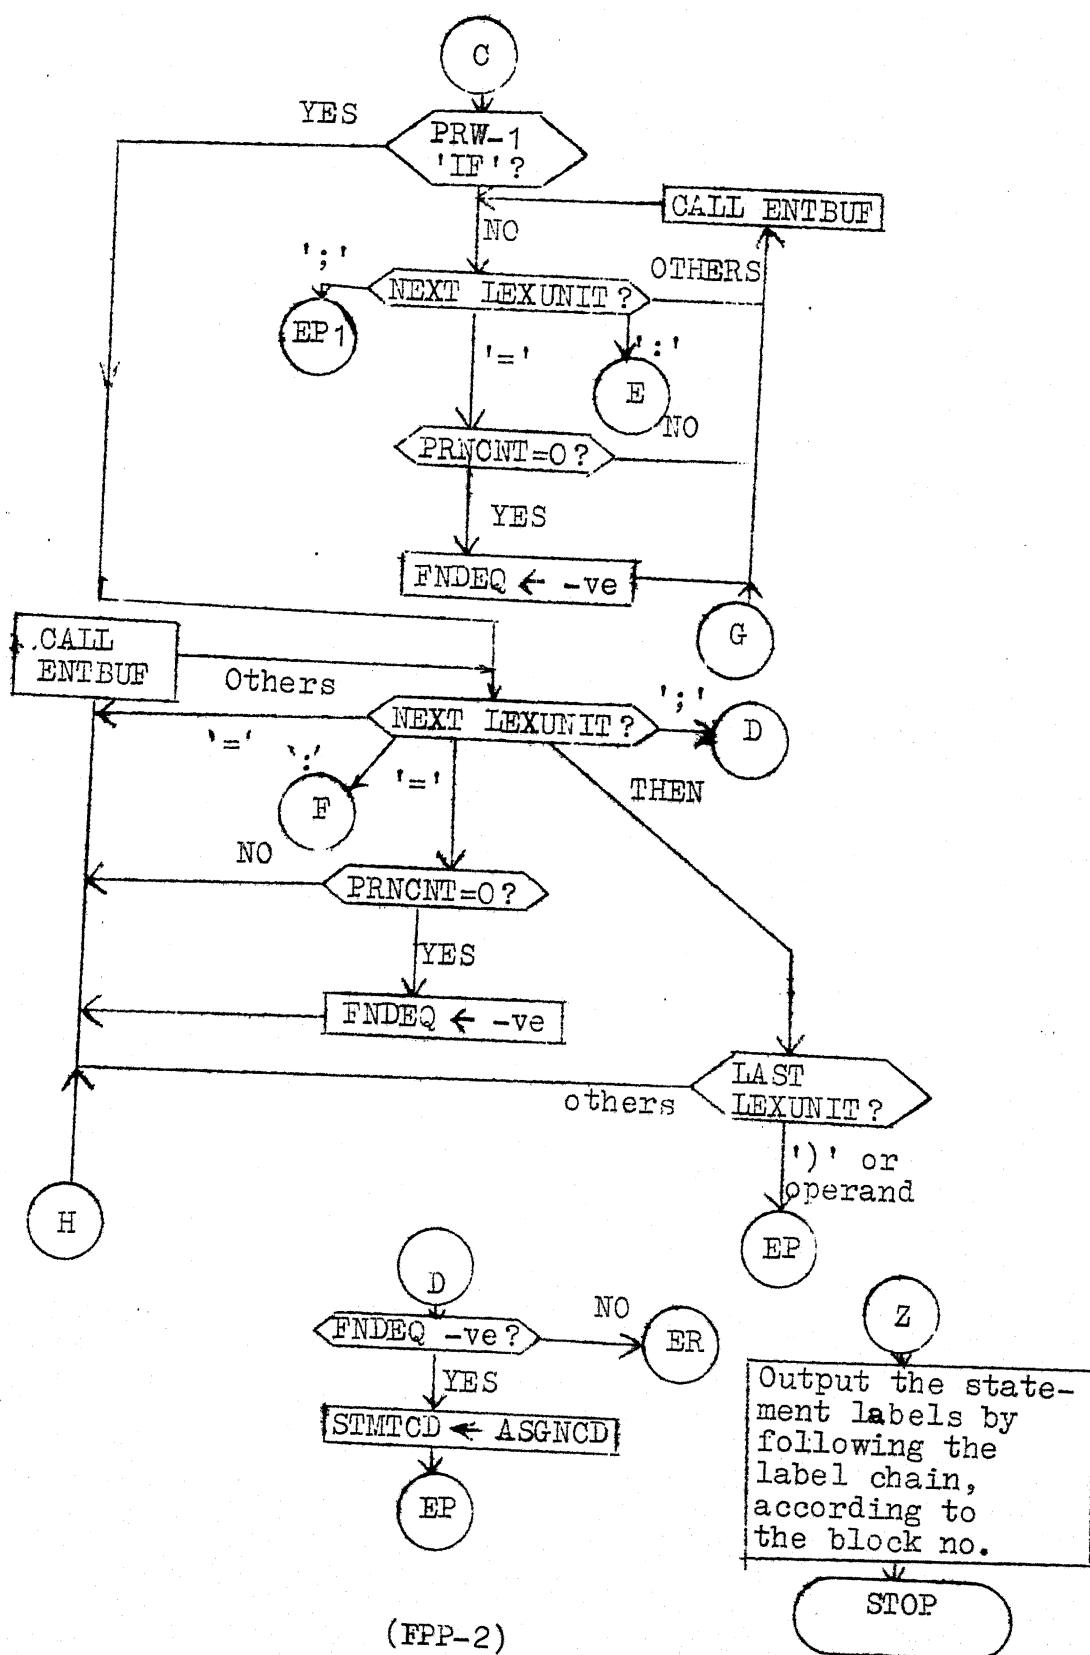 C
YES
PRW-1
'IF'?
CALL ENTBUF
NO
';'
OTHERS
NEXT LEXUNIT?
EP1
'='
':'
E
NO
PRNCNT=0?
YES
FNDEQ ← -ve
G
CALL
ENTBUF
Others
';'
NEXT LEXUNIT?
D
'='
':'
'='
THEN
F
NO
PRNCNT=0?
YES
FNDEQ ← -ve
LAST
LEXUNIT?
others
')' or
operand
H
EP
D
NO
Z
FNDEQ -ve?
ER
YES
Output the state-
ment labels by
following the
label chain,
according to
the block no.
STMTCD ← ASGNCD
EP
STOP
(FPP-2)